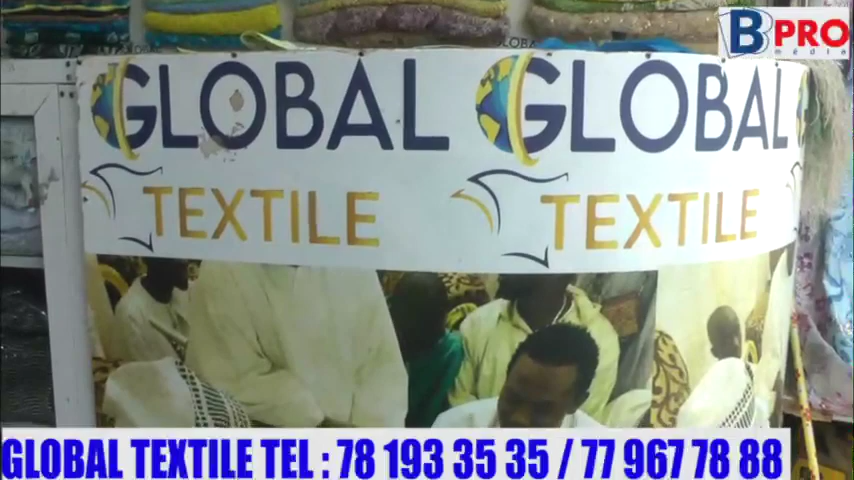 BPRO
média
GLOBAL GLOBAL
TEXTILE TEXTILE
GLOBAL TEXTILE TEL : 78 193 35 35 / 77 967 78 88